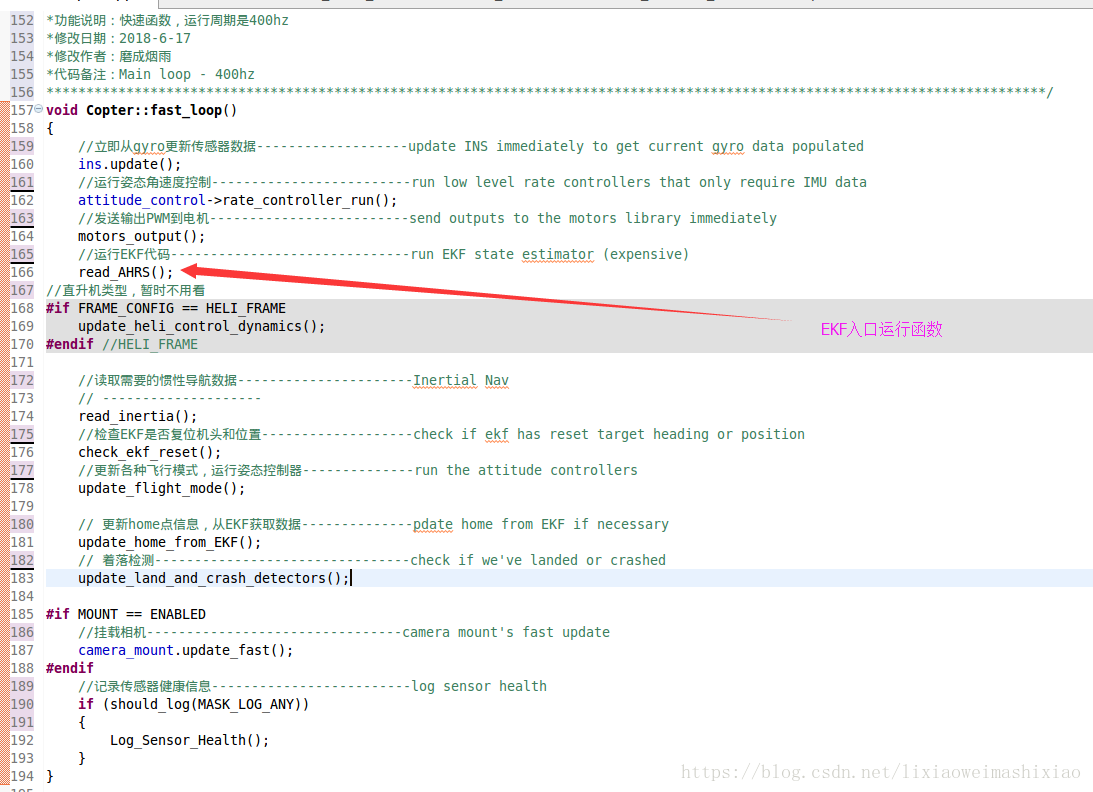 152 *功能说明：快速函数，运行周期是400hz
153 *修改日期：2018-6-17
154 *修改作者：磨成烟雨
155 *代码备注：Main loop - 400hz
156 *****************************************************************************************************************************/
157 void Copter::fast_loop()
158 {
159 //立即从gyro更新传感器数据-------------------update INS immediately to get current gyro data populated
160 ins.update();
161 //运行姿态角速度控制-------------------------run low level rate controllers that only require IMU data
162 attitude_control->rate_controller_run();
163 //发送输出PWM到电机-------------------------send outputs to the motors library immediately
164 motors_output();
165 //运行EKF代码------------------------------run EKF state estimator (expensive)
166 read_AHRS();
167 //直升机类型，暂时不用看
168 #if FRAME_CONFIG == HELI_FRAME
EKF入口运行函数
169 update_heli_control_dynamics();
170 #endif //HELI_FRAME
171
172 //读取需要的惯性导航数据----------------------Inertial Nav
173 // --------------------
174 read_inertia();
175 //检查EKF是否复位机头和位置-------------------check if ekf has reset target heading or position
176 check_ekf_reset();
177 //更新各种飞行模式，运行姿态控制器--------------run the attitude controllers
178 update_flight_mode();
179
180 // 更新home点信息，从EKF获取数据--------------pdate home from EKF if necessary
181 update_home_from_EKF();
182 // 着落检测--------------------------------check if we've landed or crashed
183 update_land_and_crash_detectors();
184
185 #if MOUNT == ENABLED
186 //挂载相机--------------------------------camera mount's fast update
187 camera_mount.update_fast();
188 #endif
189 //记录传感器健康信息-------------------------log sensor health
190 if (should_log(MASK_LOG_ANY))
191 {
192 Log_Sensor_Health();
193 }
194 }
https://blog.csdn.net/lixiaoweimashixiao